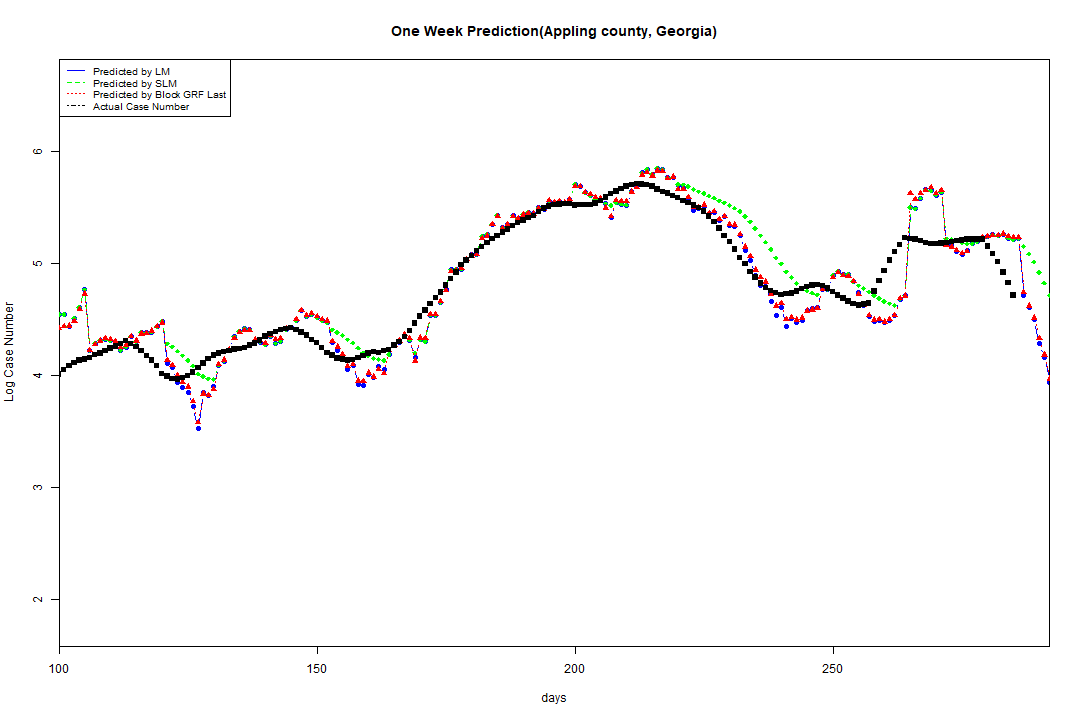 One Week Prediction(Appling county, Georgia)
Predicted by LM
Predicted by SLM
Predicted by Block GRF Last
Actual Case Number
6
5
4
3
2
Log Case Number
100 150 200 250
days